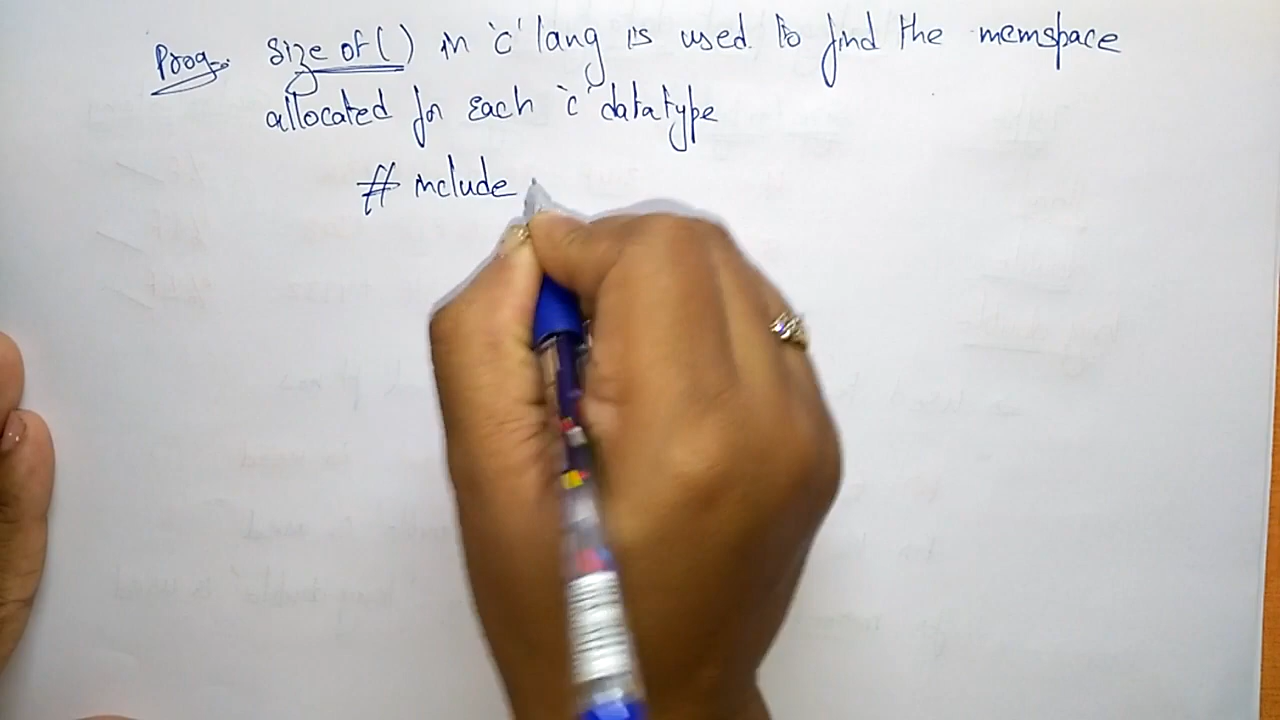 Prog. Size of() in 'c' lang is used to find the memspace
allocated for each 'c' datatype
# include